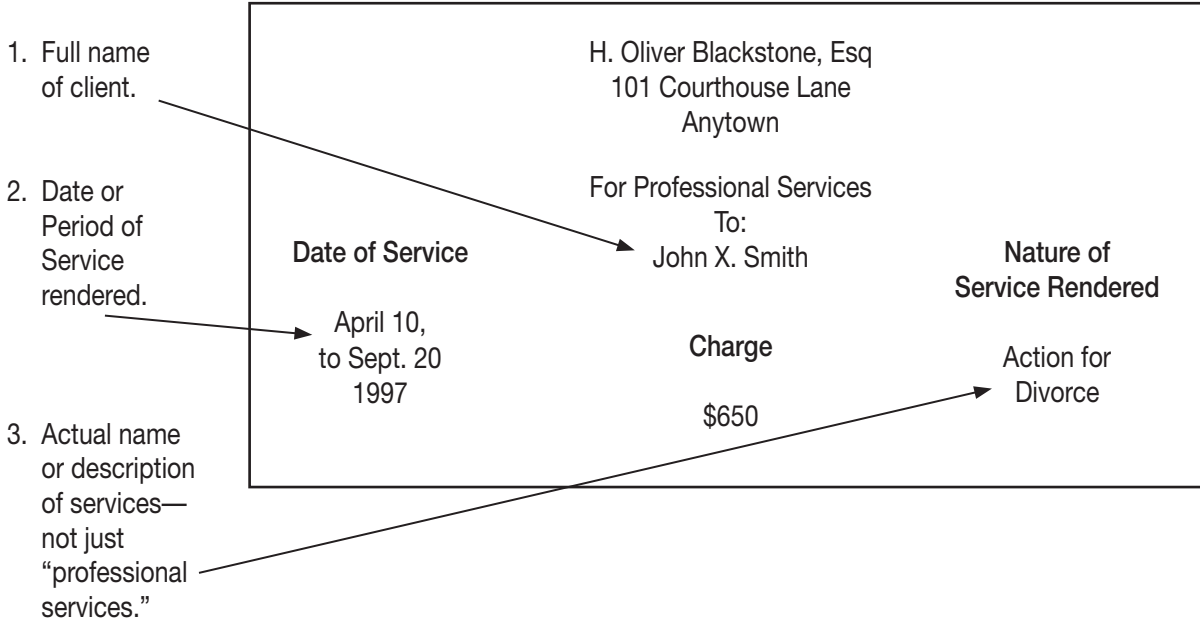 1. Full name
of client.
2. Date or
Period of
Service
rendered.
3. Actual name
or description
of services—
not just
“professional
services.”
H. Oliver Blackstone, Esq
101 Courthouse Lane
Anytown
For Professional Services
To:
John X. Smith
Date of Service
April 10,
to Sept. 20
1997
Charge
$650
Nature of
Service Rendered
Action for
Divorce